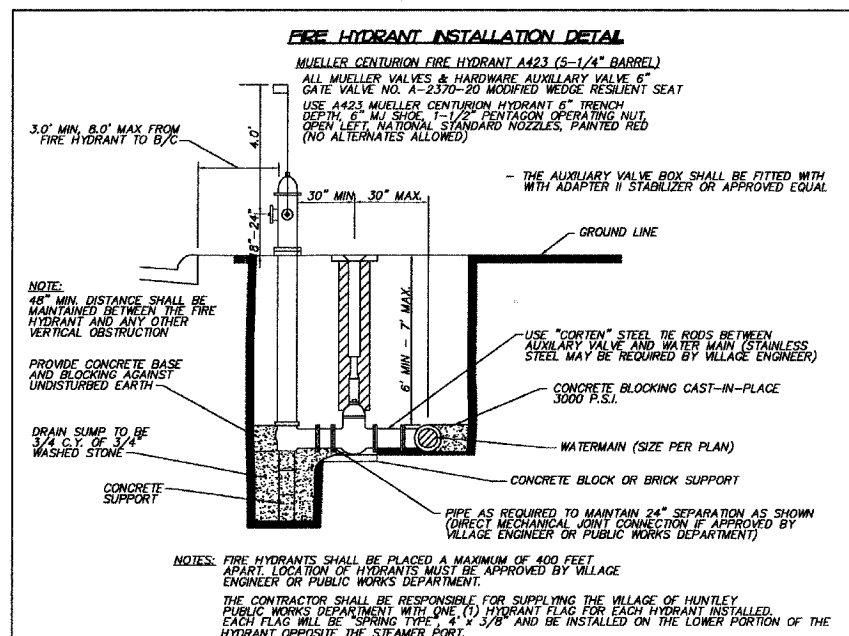 FIRE HYDRANT INSTALLATION DETAIL
MUELLER CENTURION FIRE HYDRANT A423 (5-1/4" BARREL)
ALL MUELLER VALVES & HARDWARE AUXILLARY VALVE 6"
GATE VALVE NO. A-2370-20 MODIFIED WEDGE RESILIENT SEAT
USE A423 MUELLER CENTURION HYDRANT 6" TRENCH
DEPTH, 6" MJ SHOE, 1-1/2" PENTAGON OPERATING NUT,
OPEN LEFT, NATIONAL STANDARD NOZZLES, PAINTED RED
(NO ALTERNATES ALLOWED)
3.0' MIN, 8.0' MAX FROM
FIRE HYDRANT TO B/C
4.0'
30" MIN
30" MAX.
- THE AUXILIARY VALVE BOX SHALL BE FITTED WITH
WITH ADAPTER II STABILIZER OR APPROVED EQUAL
8"-24"
GROUND LINE
NOTE:
48" MIN. DISTANCE SHALL BE
MAINTAINED BETWEEN THE FIRE
HYDRANT AND ANY OTHER
VERTICAL OBSTRUCTION
6' MIN - 7' MAX.
USE "CORTEN" STEEL TIE RODS BETWEEN
AUXILARY VALVE AND WATER MAIN (STAINLESS
STEEL MAY BE REQUIRED BY VILLAGE ENGINEER)
PROVIDE CONCRETE BASE
AND BLOCKING AGAINST
UNDISTURBED EARTH
CONCRETE BLOCKING CAST-IN-PLACE
3000 P.S.I.
DRAIN SUMP TO BE
3/4 C.Y. OF 3/4"
WASHED STONE
WATERMAIN (SIZE PER PLAN)
CONCRETE
SUPPORT
CONCRETE BLOCK OR BRICK SUPPORT
PIPE AS REQUIRED TO MAINTAIN 24" SEPARATION AS SHOWN
(DIRECT MECHANICAL JOINT CONNECTION IF APPROVED BY
VILLAGE ENGINEER OR PUBLIC WORKS DEPARTMENT)
NOTES: FIRE HYDRANTS SHALL BE PLACED A MAXIMUM OF 400 FEET
APART. LOCATION OF HYDRANTS MUST BE APPROVED BY VILLAGE
ENGINEER OR PUBLIC WORKS DEPARTMENT.
THE CONTRACTOR SHALL BE RESPONSIBLE FOR SUPPLYING THE VILLAGE OF HUNTLEY
PUBLIC WORKS DEPARTMENT WITH ONE (1) HYDRANT FLAG FOR EACH HYDRANT INSTALLED.
EACH FLAG WILL BE "SPRING TYPE", 4' x 3/8" AND BE INSTALLED ON THE LOWER PORTION OF THE
HYDRANT OPPOSITE THE STEAMER PORT.